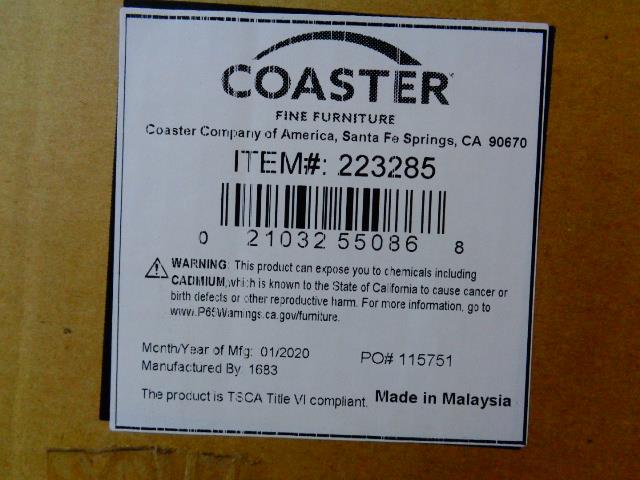 COASTER
FINE FURNITURE
Coaster Company of America, Santa Fe Springs, CA 90670
ITEM#: 223285
0 21032 55086 8
WARNING: This product can expose you to chemicals including
CADMIUM, which is known to the State of California to cause cancer or
birth defects or other reproductive harm. For more information, go to
www.P65Warnings.ca.gov/furniture.
Month/Year of Mfg: 01/2020 PO# 115751
Manufactured By: 1683
The product is TSCA Title VI compliant. Made in Malaysia